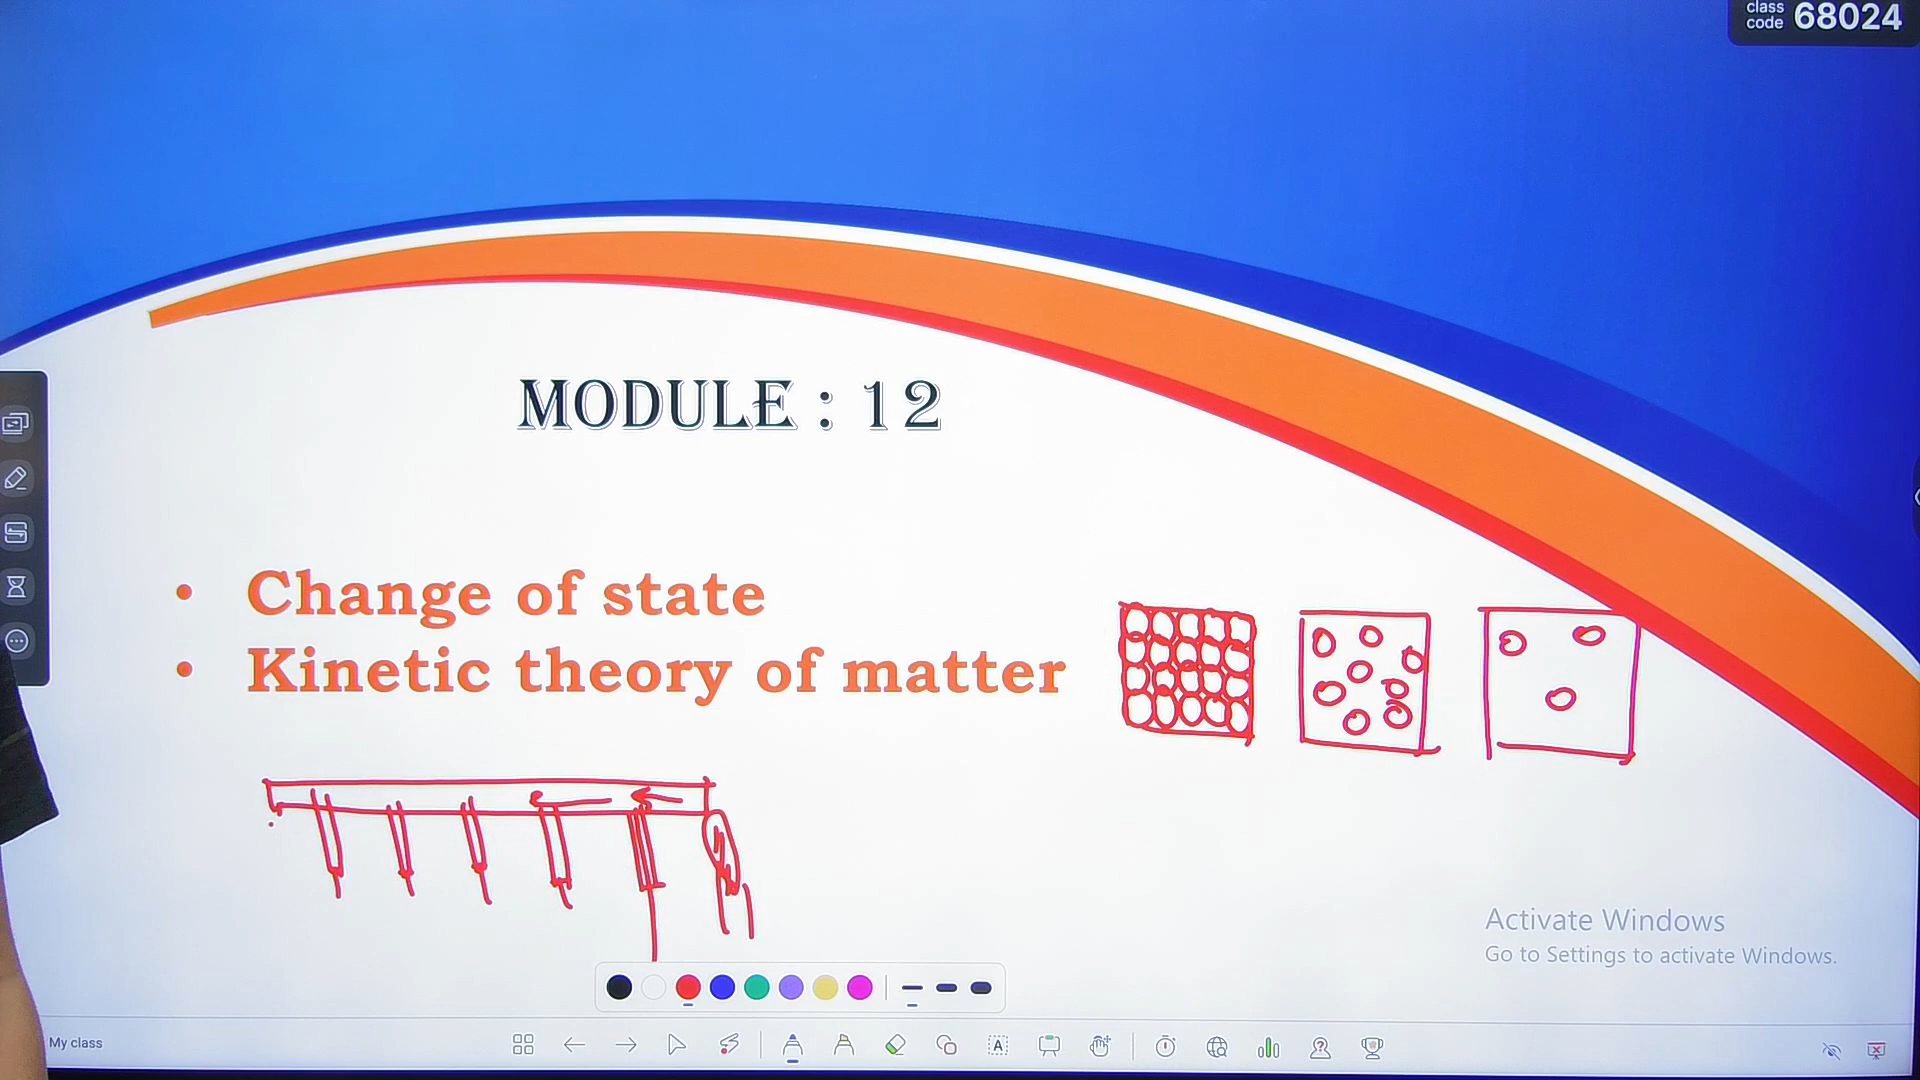 class
code 68024
MODULE : 12
• Change of state
• Kinetic theory of matter
Activate Windows
Go to Settings to activate Windows.
A
My class